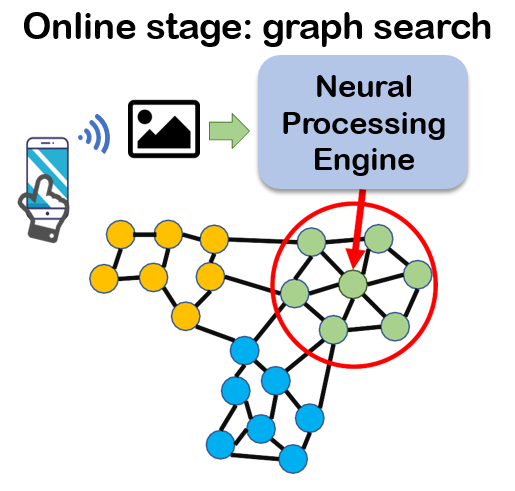 Online stage: graph search
Neural
Processing
Engine